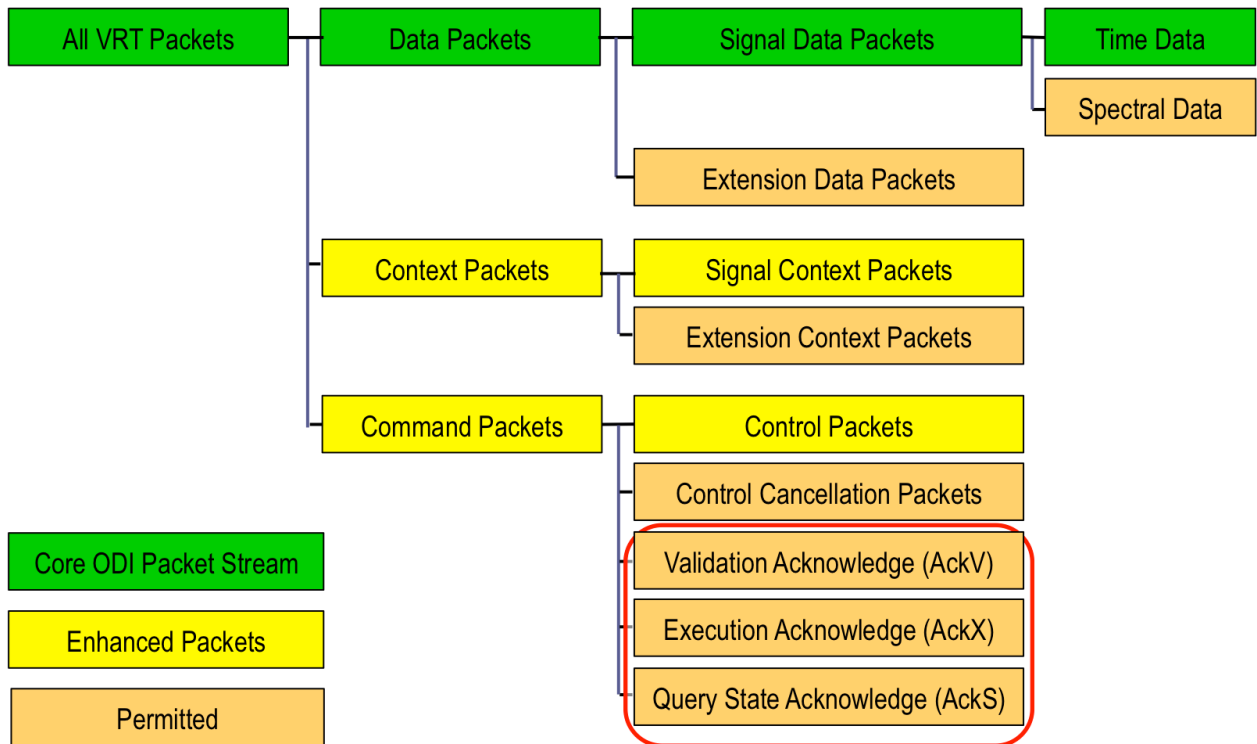 All VRT Packets
Data Packets
Signal Data Packets
Time Data
Spectral Data
Extension Data Packets
Context Packets
Signal Context Packets
Extension Context Packets
Command Packets
Control Packets
Control Cancellation Packets
Validation Acknowledge (AckV)
Execution Acknowledge (AckX)
Query State Acknowledge (AckS)
Core ODI Packet Stream
Enhanced Packets
Permitted